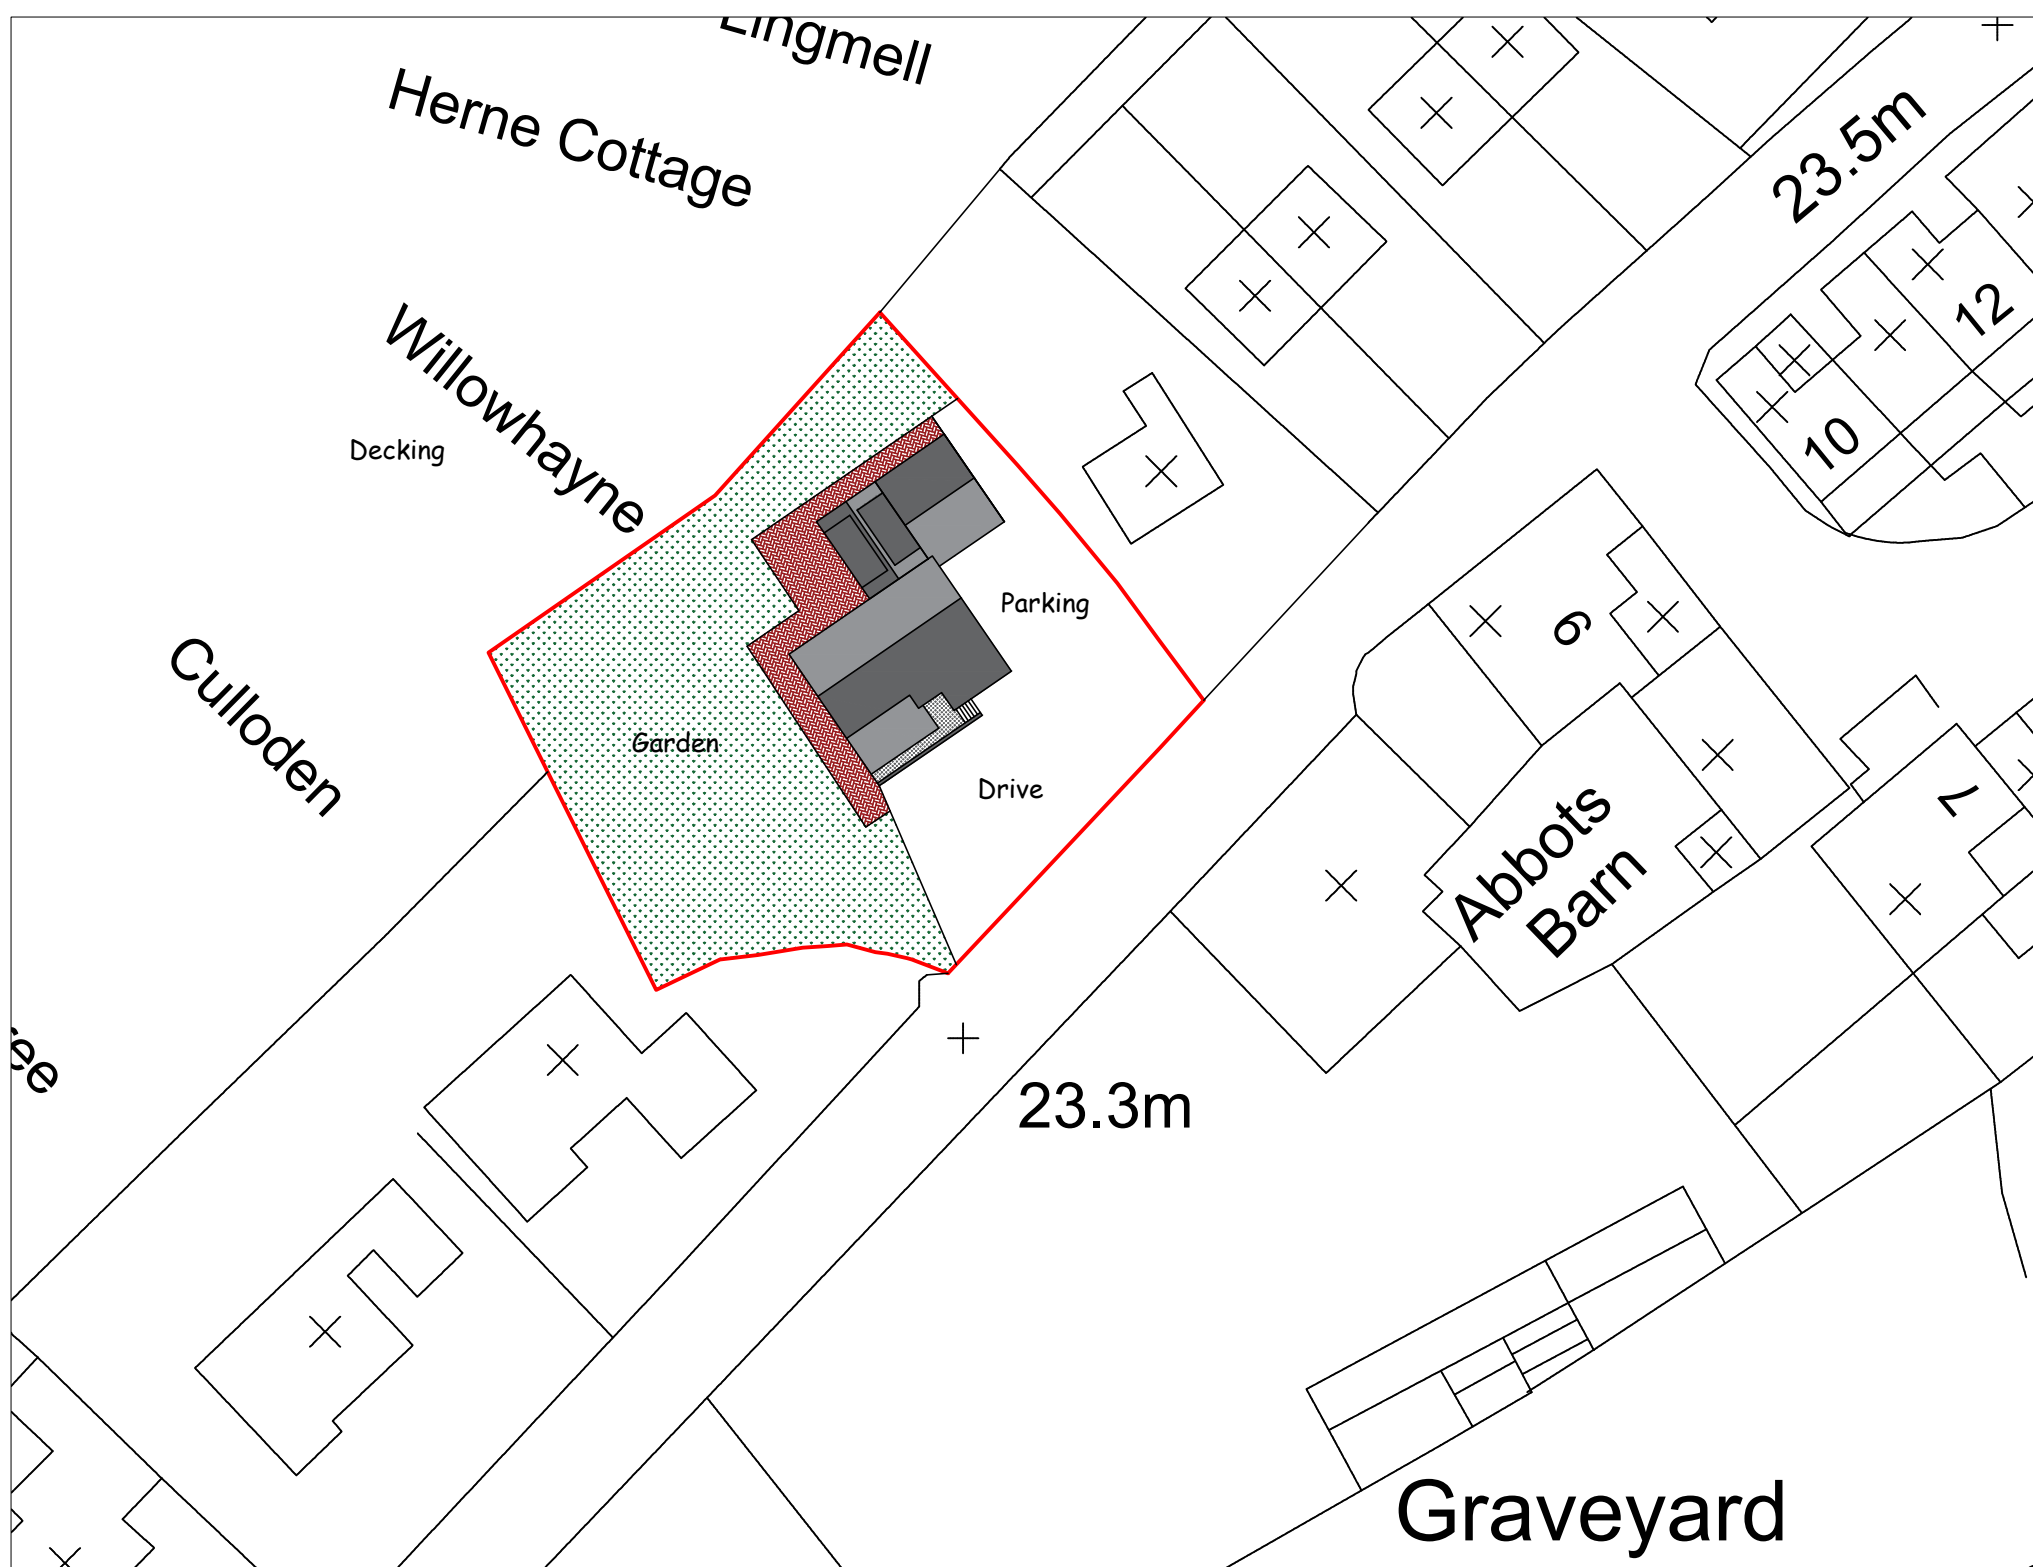 Lingmell
Herne Cottage
23.5m
Willowhayne
12
Decking
10
Parking
9
Culloden
Garden
Drive
7
Abbots
Barn
ee
23.3m
Graveyard